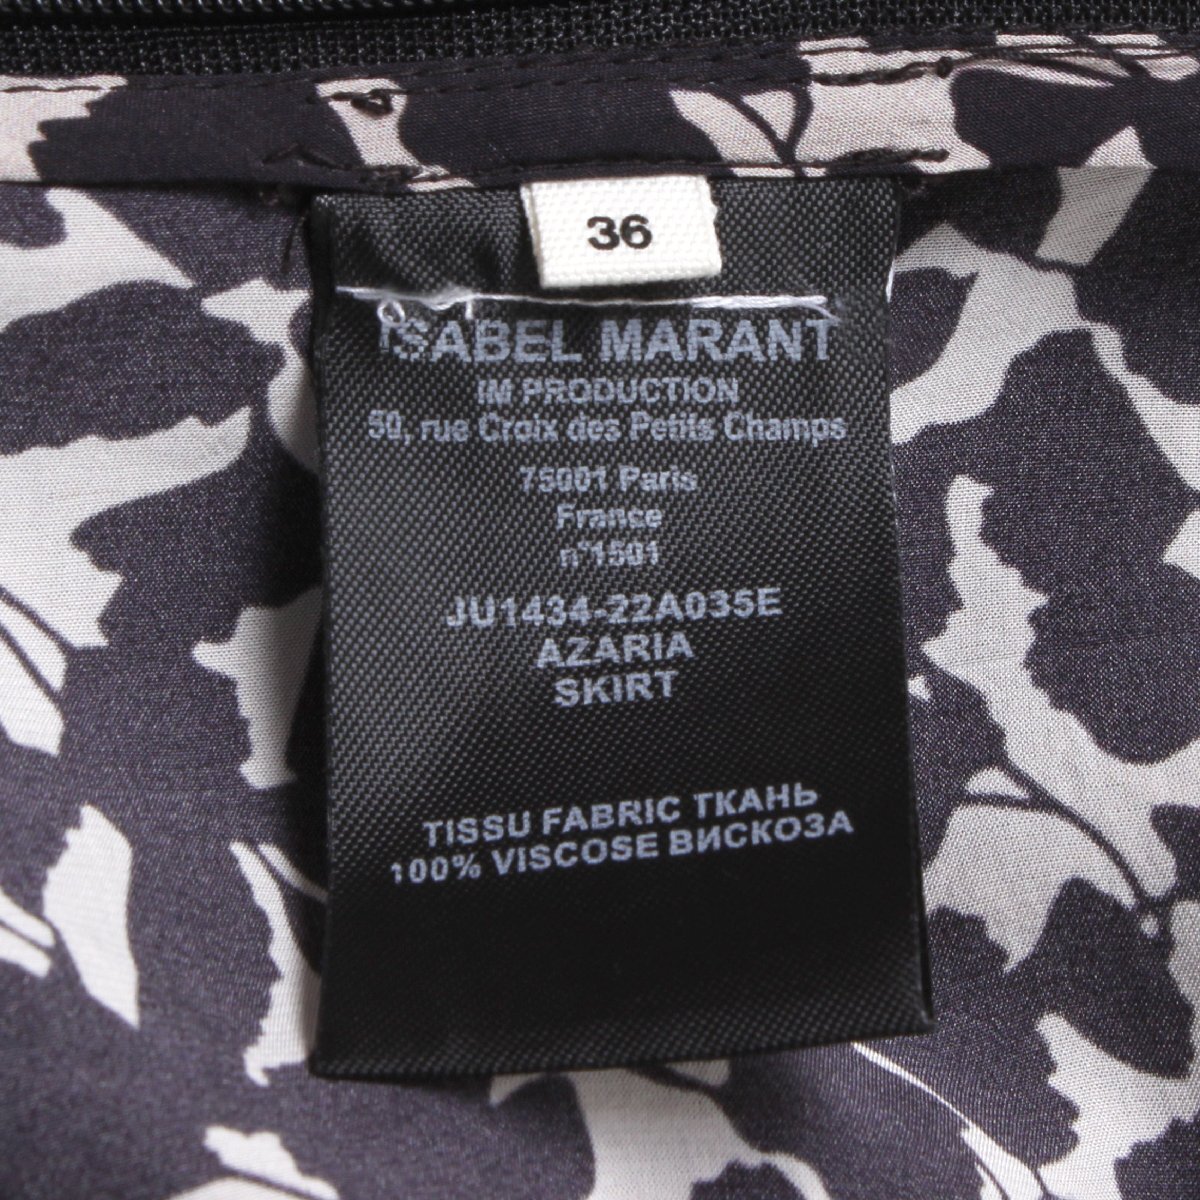 36
ISABEL MARANT
IM PRODUCTION
50, rue Croix des Petits Champs
75001 Paris
France
n°1501
JU1434-22A035E
AZARIA
SKIRT
TISSU FABRIC ТКАНЬ
100% VISCOSE ВИСКОЗА